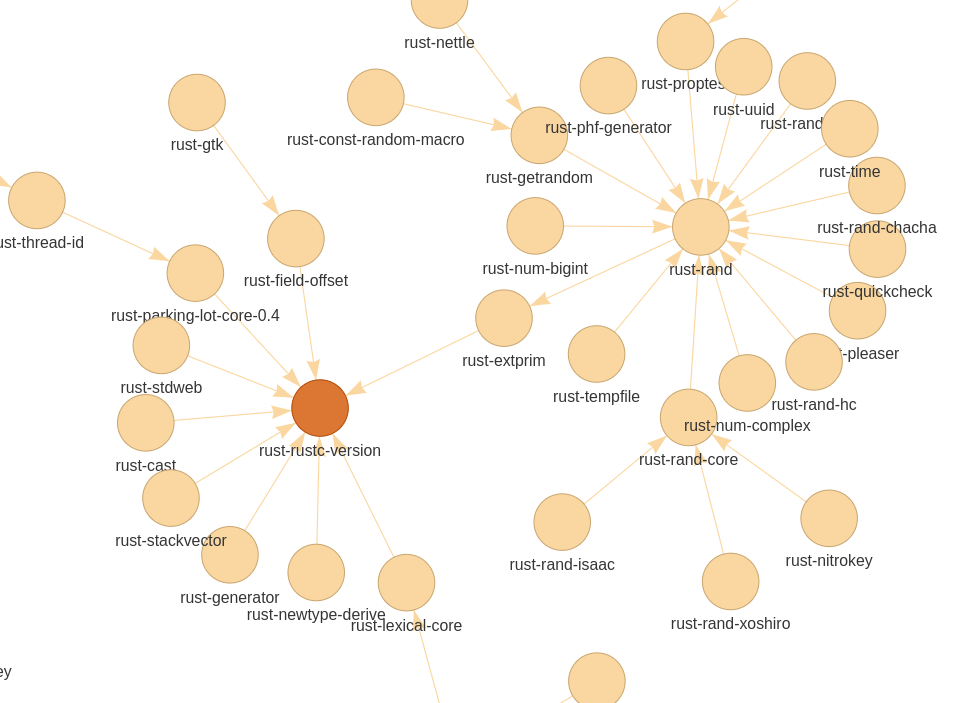 rust-nettle
rust-proptes
rust-uuid
rust-rand
rust-phf-generator
rust-const-random-macro
rust-gtk
rust-getrandom
rust-time
rust-rand-chacha
ust-thread-id
rust-num-bigint
rust-rand
rust-field-offset
rust-quickcheck
rust-parking-lot-core-0.4
rust-extprim
-pleaser
rust-stdweb
rust-tempfile
rust-rand-hc
rust-num-complex
rust-rustc-version
rust-rand-core
rust-cast
rust-stackvector
rust-rand-isaac
rust-nitrokey
rust-generator
rust-newtype-derive
rust-lexical-core
rust-rand-xoshiro
ey